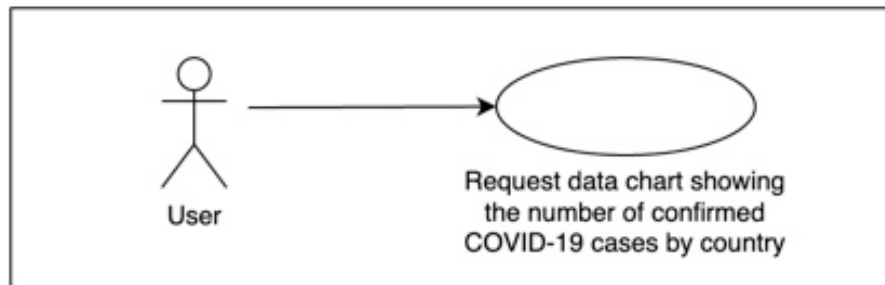 User
Request data chart showing
the number of confirmed
COVID-19 cases by country